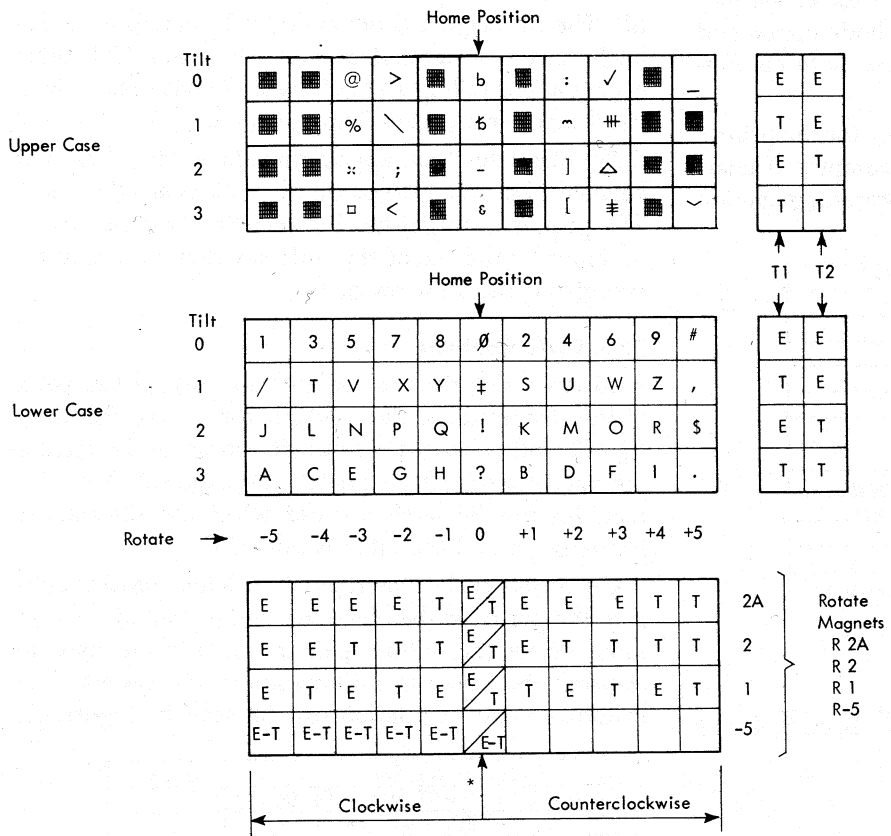 Home Position
Tilt
0 @ > b : √ _
Upper Case
1 % \ ƀ ⧻
2 ; - ] △
3 ¤ < & [ ⌣
E E
T E
E T
T T
T1 T2
Home Position
Tilt
0 1 3 5 7 8 Ø 2 4 6 9 #
Lower Case
1 / T V X Y ‡ S U W Z ,
2 J L N P Q ! K M O R $
3 A C E G H ? B D F I .
E E
T E
E T
T T
Rotate → -5 -4 -3 -2 -1 0 +1 +2 +3 +4 +5
E E E E T E/T E E E T T 2A
E E T T T E/T E T T T T 2
E T E T E E/T T E T E T 1
E-T E-T E-T E-T E-T /E-T -5
Rotate
Magnets
R 2A
R 2
R 1
R-5
*
Clockwise Counterclockwise